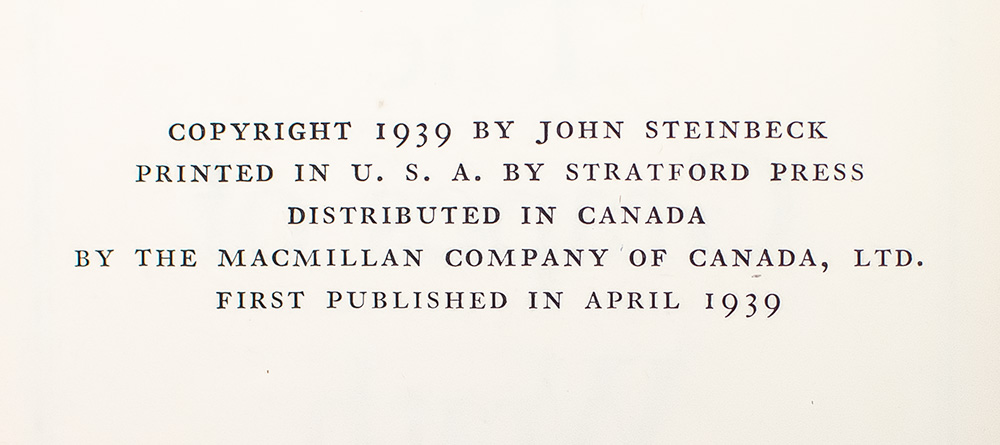 COPYRIGHT 1939 BY JOHN STEINBECK
PRINTED IN U. S. A. BY STRATFORD PRESS
DISTRIBUTED IN CANADA
BY THE MACMILLAN COMPANY OF CANADA, LTD.
FIRST PUBLISHED IN APRIL 1939